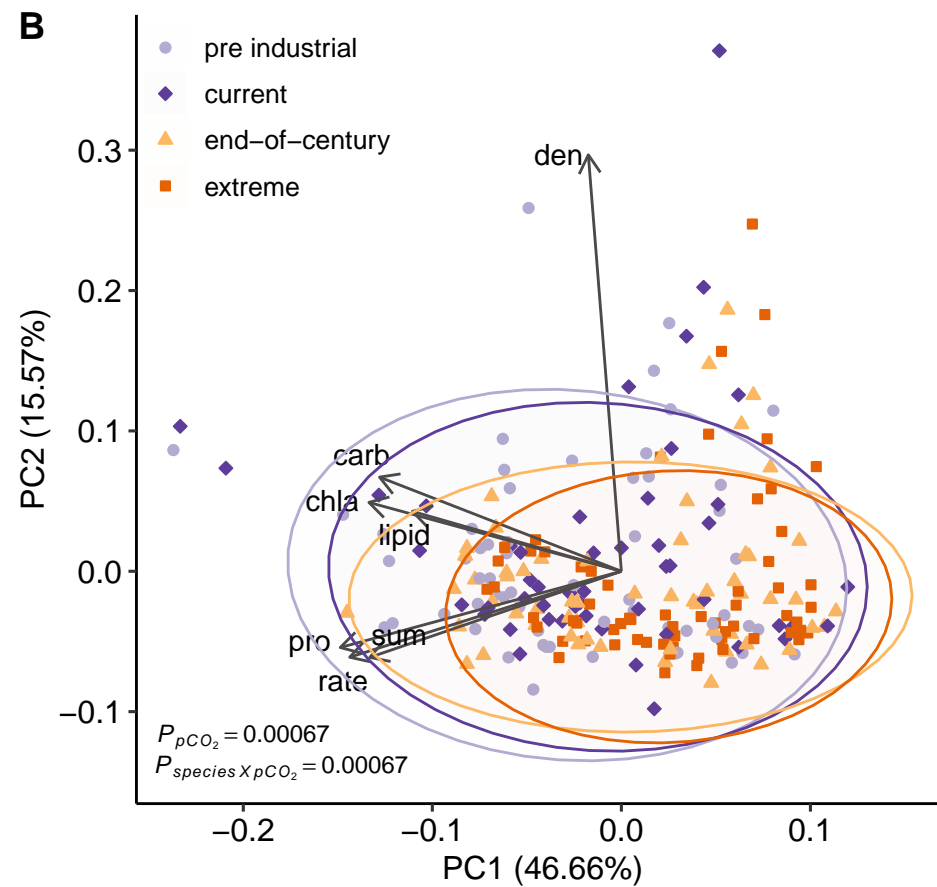 B
pre industrial
current
end−of−century
extreme
PC2 (15.57%)
0.3
0.2
0.1
0.0
−0.1
den
carb
chla
lipid
pro
sum
rate
P pCO2 = 0.00067
P species X pCO2 = 0.00067
−0.2
−0.1
0.0
0.1
PC1 (46.66%)